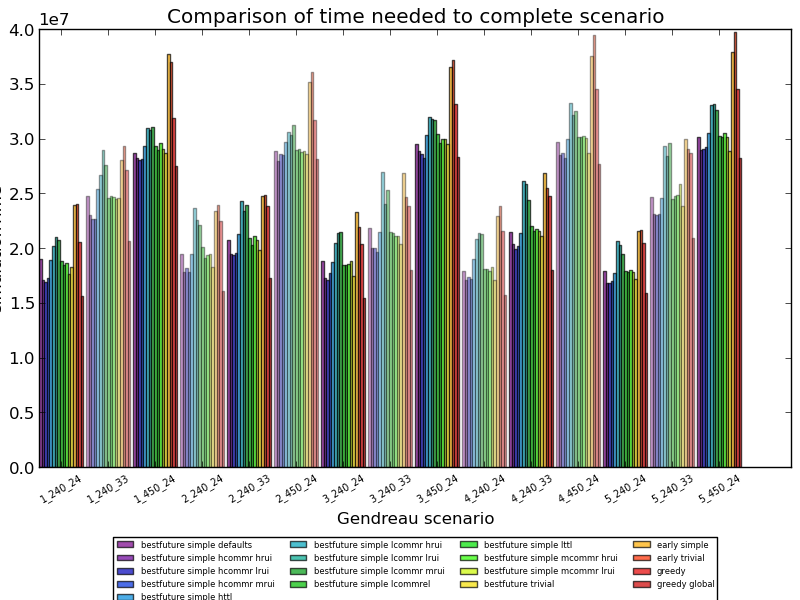 Comparison of time needed to complete scenario
1e7
4.0
3.5
3.0
2.5
2.0
1.5
1.0
0.5
0.0
1_240_24
1_240_33
1_450_24
2_240_24
2_240_33
2_450_24
3_240_24
3_240_33
3_450_24
4_240_24
4_240_33
4_450_24
5_240_24
5_240_33
5_450_24
Gendreau scenario
bestfuture simple defaults
bestfuture simple hcommr hrui
bestfuture simple hcommr lrui
bestfuture simple hcommr mrui
bestfuture simple httl
bestfuture simple lcommr hrui
bestfuture simple lcommr lrui
bestfuture simple lcommr mrui
bestfuture simple lcommrel
bestfuture simple lttl
bestfuture simple mcommr hrui
bestfuture simple mcommr lrui
bestfuture trivial
early simple
early trivial
greedy
greedy global